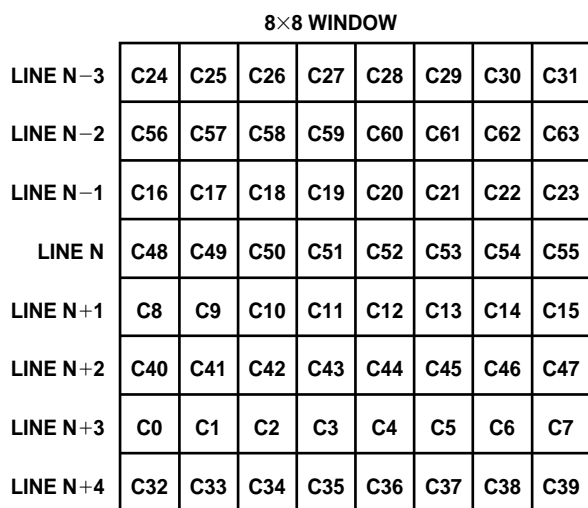 8×8 WINDOW
LINE N−3 C24 C25 C26 C27 C28 C29 C30 C31
LINE N−2 C56 C57 C58 C59 C60 C61 C62 C63
LINE N−1 C16 C17 C18 C19 C20 C21 C22 C23
LINE N C48 C49 C50 C51 C52 C53 C54 C55
LINE N+1 C8 C9 C10 C11 C12 C13 C14 C15
LINE N+2 C40 C41 C42 C43 C44 C45 C46 C47
LINE N+3 C0 C1 C2 C3 C4 C5 C6 C7
LINE N+4 C32 C33 C34 C35 C36 C37 C38 C39